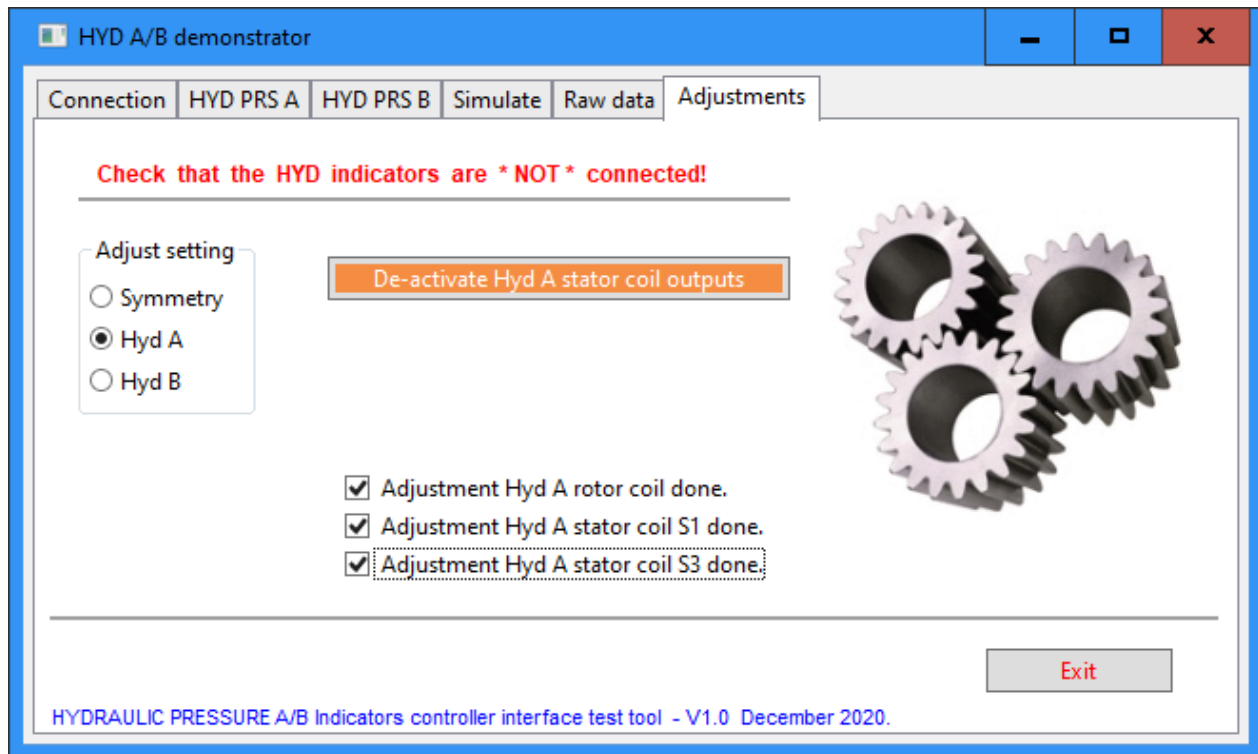 HYD A/B demonstrator
Connection HYD PRS A HYD PRS B Simulate Raw data Adjustments
Check that the HYD indicators are * NOT * connected!
Adjust setting
Symmetry
Hyd A
Hyd B
De-activate Hyd A stator coil outputs
Adjustment Hyd A rotor coil done.
Adjustment Hyd A stator coil S1 done.
Adjustment Hyd A stator coil S3 done.
Exit
HYDRAULIC PRESSURE A/B Indicators controller interface test tool - V1.0 December 2020.